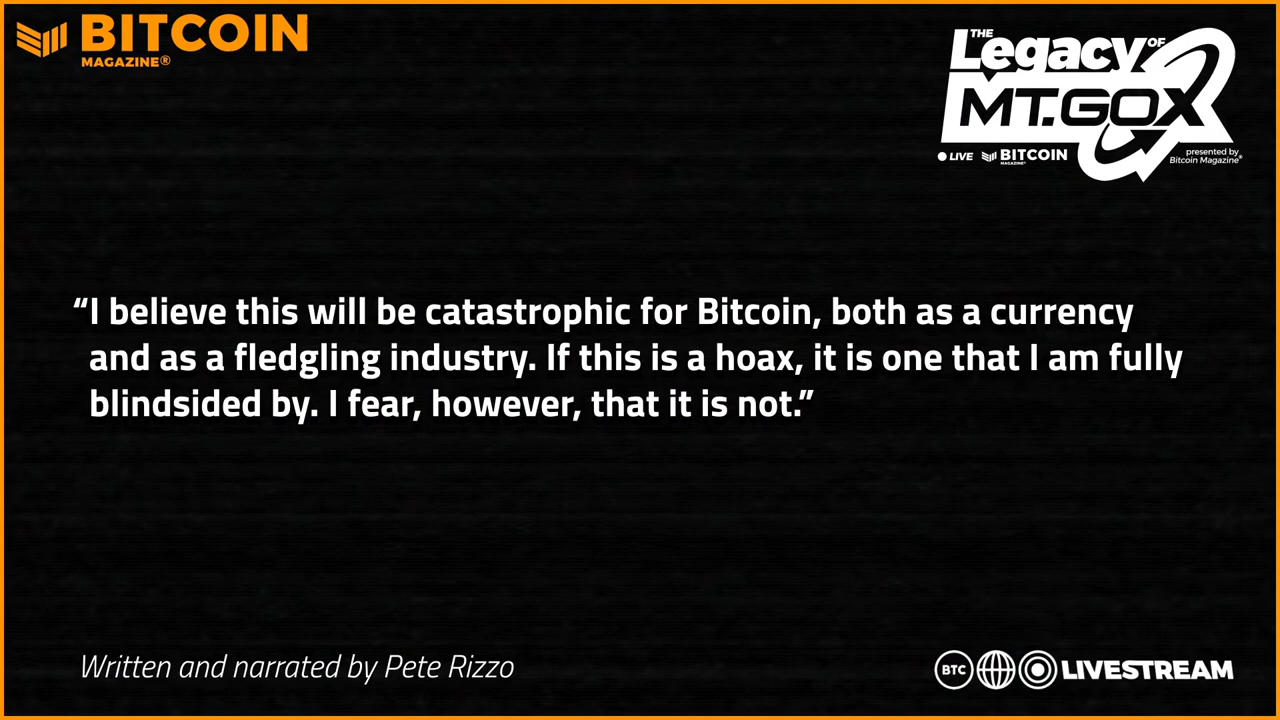 BITCOIN
MAGAZINE®
THE
Legacy OF
MT.GOX
LIVE BITCOIN
MAGAZINE
presented by
Bitcoin Magazine®
“I believe this will be catastrophic for Bitcoin, both as a currency
and as a fledgling industry. If this is a hoax, it is one that I am fully
blindsided by. I fear, however, that it is not.”
Written and narrated by Pete Rizzo
BTC LIVESTREAM